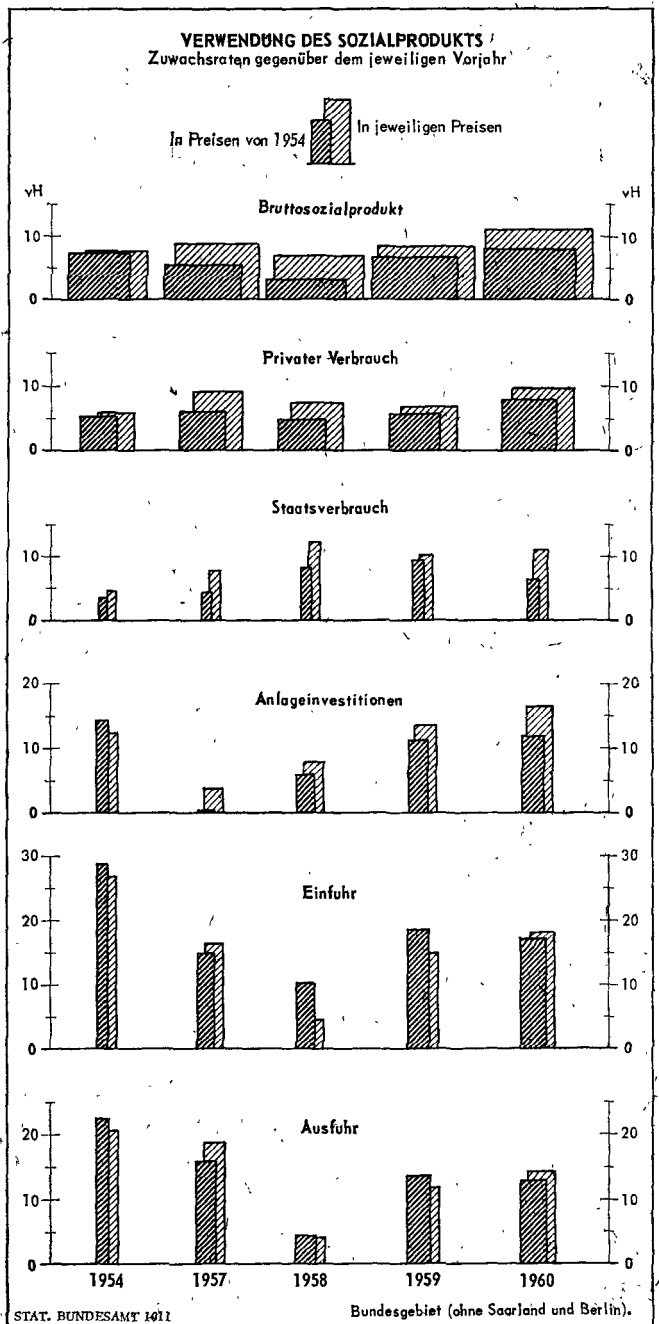 VERWENDUNG DES SOZIALPRODUKTS
Zuwachsraten gegenüber dem jeweiligen Vorjahr
In Preisen von 1954
In jeweiligen Preisen
vH vH
Bruttosozialprodukt
10 10
0 0
Privater Verbrauch
10 10
0 0
Staatsverbrauch
10 10
0 0
Anlageinvestitionen
20 20
10 10
0 0
Einfuhr
30 30
20 20
10 10
0 0
Ausfuhr
20 20
10 10
0 0
1954 1957 1958 1959 1960
STAT. BUNDESAMT 1011 Bundesgebiet (ohne Saarland und Berlin).